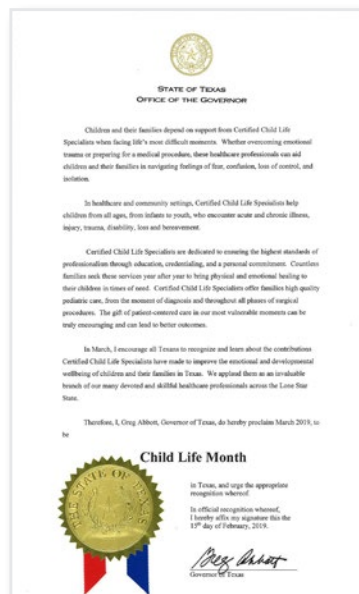 STATE OF TEXAS
OFFICE OF THE GOVERNOR
Children and their families depend on support from Certified Child Life
Specialists when facing life's most difficult moments. Whether overcoming emotional
trauma or preparing for a medical procedure, these healthcare professionals can aid
children and their families in navigating feelings of fear, confusion, loss of control, and
isolation.
In healthcare and community settings, Certified Child Life Specialists help
children from all ages, from infants to youth, who encounter acute and chronic illness,
injury, trauma, disability, loss and bereavement.
Certified Child Life Specialists are dedicated to ensuring the highest standards of
professionalism through education, credentialing, and a personal commitment. Countless
families seek these services year after year to bring physical and emotional healing to
their children in times of need. Certified Child Life Specialists offer families high quality
pediatric care, from the moment of diagnosis and throughout all phases of surgical
procedures. The gift of patient-centered care in our most vulnerable moments can be
truly encouraging and can lead to better outcomes.
In March, I encourage all Texans to recognize and learn about the contributions
Certified Child Life Specialists have made to improve the emotional and developmental
wellbeing of children and their families in Texas. We applaud them as an invaluable
branch of our many devoted and skillful healthcare professionals across the Lone Star
State.
Therefore, I, Greg Abbott, Governor of Texas, do hereby proclaim March 2019, to
be
Child Life Month
in Texas, and urge the appropriate
recognition whereof.
In official recognition whereof,
I hereby affix my signature this the
15th day of February, 2019.
Greg Abbott
Governor of Texas
THE STATE OF TEXAS